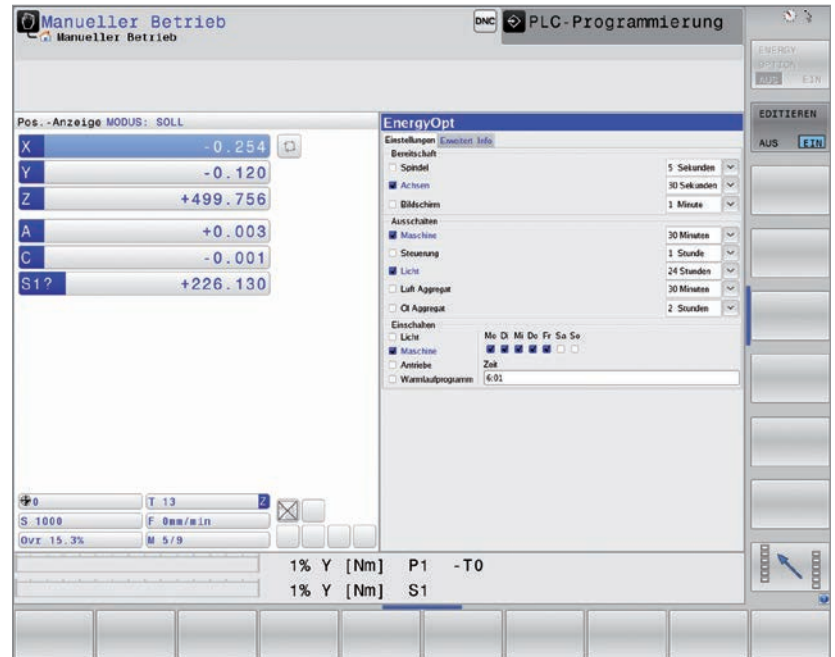 Manueller Betrieb
Manueller Betrieb
DNC
PLC-Programmierung
ENERGY
OPTION
AUS EIN
EDITIEREN
AUS EIN
Pos.-Anzeige MODUS: SOLL
X -0.254
Y -0.120
Z +499.756
A +0.003
C -0.001
S1? +226.130
0
T 13 Z
S 1000
F 0mm/min
Ovr 15.3%
M 5/9
EnergyOpt
Einstellungen Erweitert Info
Bereitschaft
Spindel 5 Sekunden
Achsen 30 Sekunden
Bildschirm 1 Minute
Ausschalten
Maschine 30 Minuten
Steuerung 1 Stunde
Licht 24 Stunden
Luft Aggregat 30 Minuten
Öl Aggregat 2 Stunden
Einschalten
Licht Mo Di Mi Do Fr Sa So
Maschine
Antriebe Zeit
Warmlaufprogramm 6:01
1% Y [Nm] P1 -T0
1% Y [Nm] S1